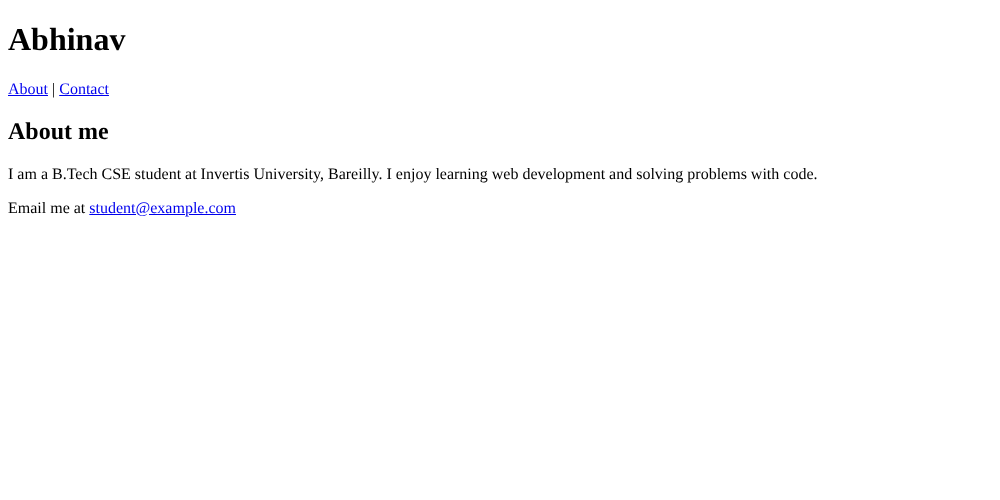 Abhinav
About | Contact
About me
I am a B.Tech CSE student at Invertis University, Bareilly. I enjoy learning web development and solving problems with code.
Email me at student@example.com